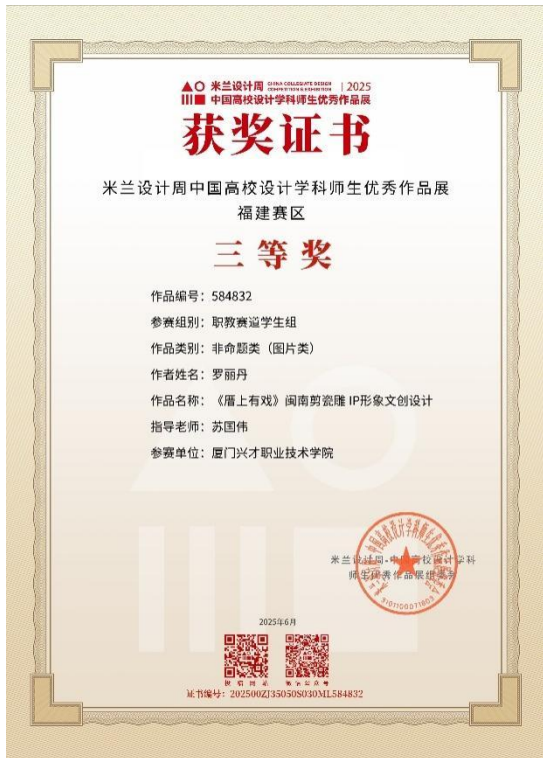 米兰设计周 CHINA COLLEGIATE DESIGN COMPETITION & EXHIBITION | 2025
中国高校设计学科师生优秀作品展
获奖证书
米兰设计周中国高校设计学科师生优秀作品展
福建赛区
三等奖
作品编号：584832
参赛组别：职教赛道学生组
作品类别：非命题类（图片类）
作者姓名：罗丽丹
作品名称：《厝上有戏》闽南剪瓷雕 IP形象文创设计
指导老师：苏国伟
参赛单位：厦门兴才职业技术学院
米兰设计周-中国高校设计学科
师生优秀作品展组委会
2025年6月
微信公众号
证书编号：202500ZJ35050S030ML584832